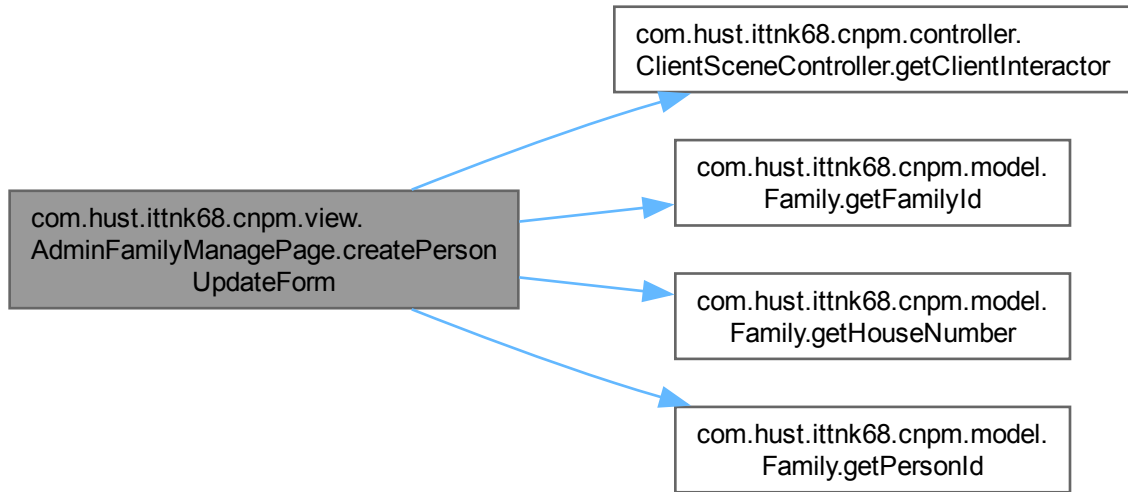 com.hust.ittnk68.cnpm.controller.
ClientSceneController.getClientInteractor
com.hust.ittnk68.cnpm.model.
Family.getFamilyId
com.hust.ittnk68.cnpm.view.
AdminFamilyManagePage.createPerson
UpdateForm
com.hust.ittnk68.cnpm.model.
Family.getHouseNumber
com.hust.ittnk68.cnpm.model.
Family.getPersonId